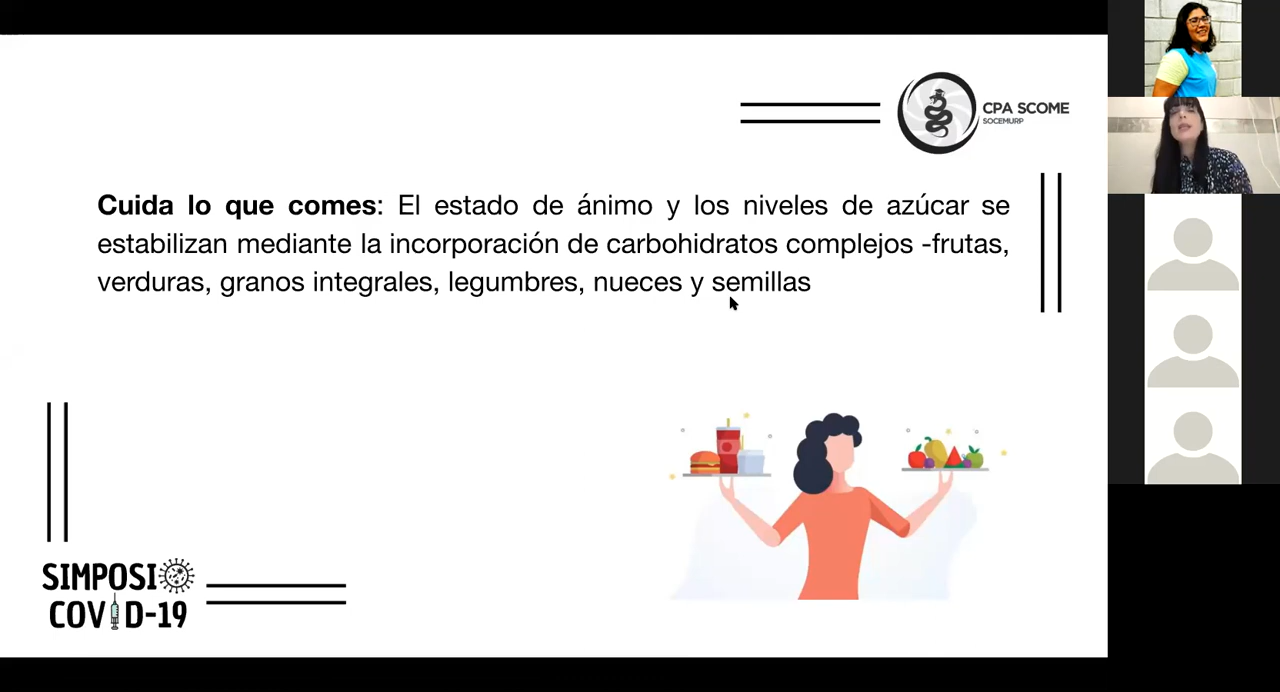 CPA SCOME
SOCEMURP
Cuida lo que comes: El estado de ánimo y los niveles de azúcar se
estabilizan mediante la incorporación de carbohidratos complejos -frutas,
verduras, granos integrales, legumbres, nueces y semillas
SIMPOSIO
COVID-19